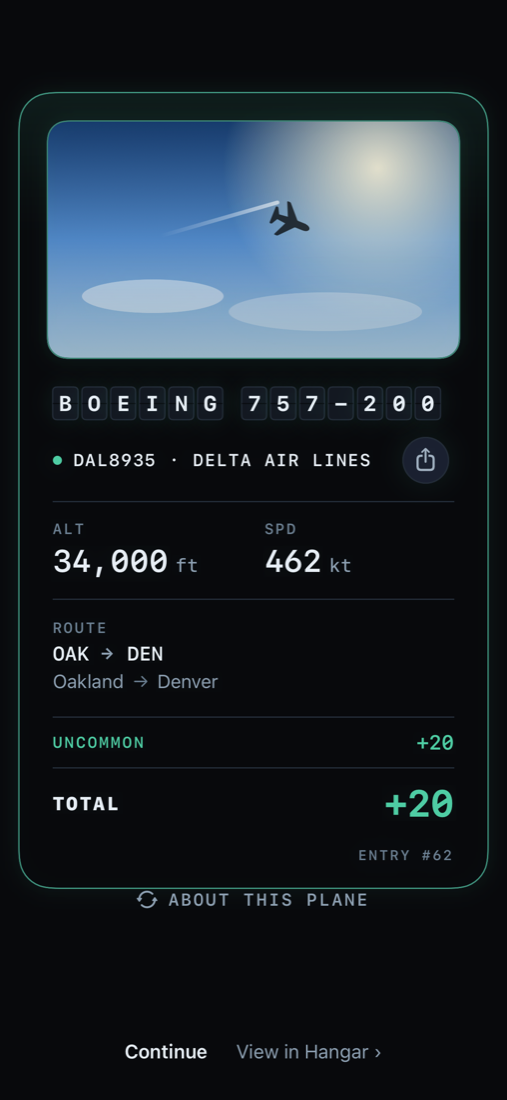 BOEING 757-200
DAL8935 · DELTA AIR LINES
ALT SPD
34,000 ft 462 kt
ROUTE
OAK → DEN
Oakland → Denver
UNCOMMON +20
TOTAL +20
ENTRY #62
ABOUT THIS PLANE
Continue View in Hangar ›